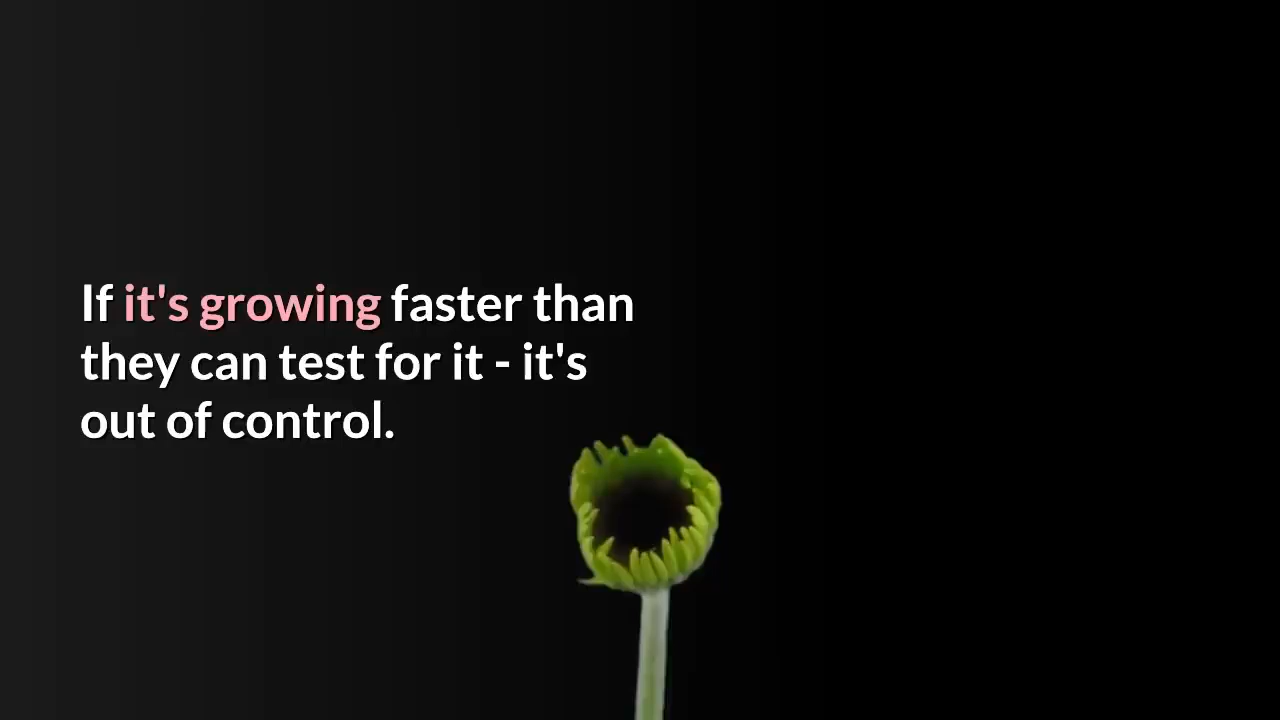 If it's growing faster than
they can test for it - it's
out of control.